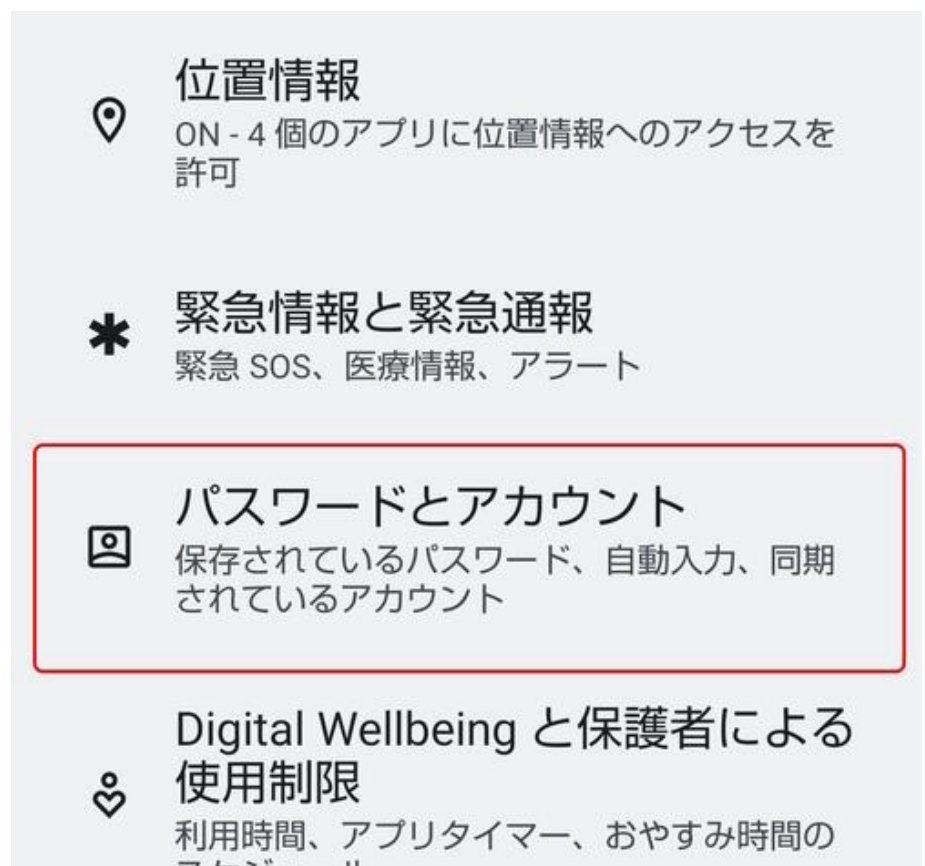 位置情報
ON - 4 個のアプリに位置情報へのアクセスを
許可
緊急情報と緊急通報
緊急 SOS、医療情報、アラート
パスワードとアカウント
保存されているパスワード、自動入力、同期
されているアカウント
Digital Wellbeing と保護者による
使用制限
利用時間、アプリタイマー、おやすみ時間の